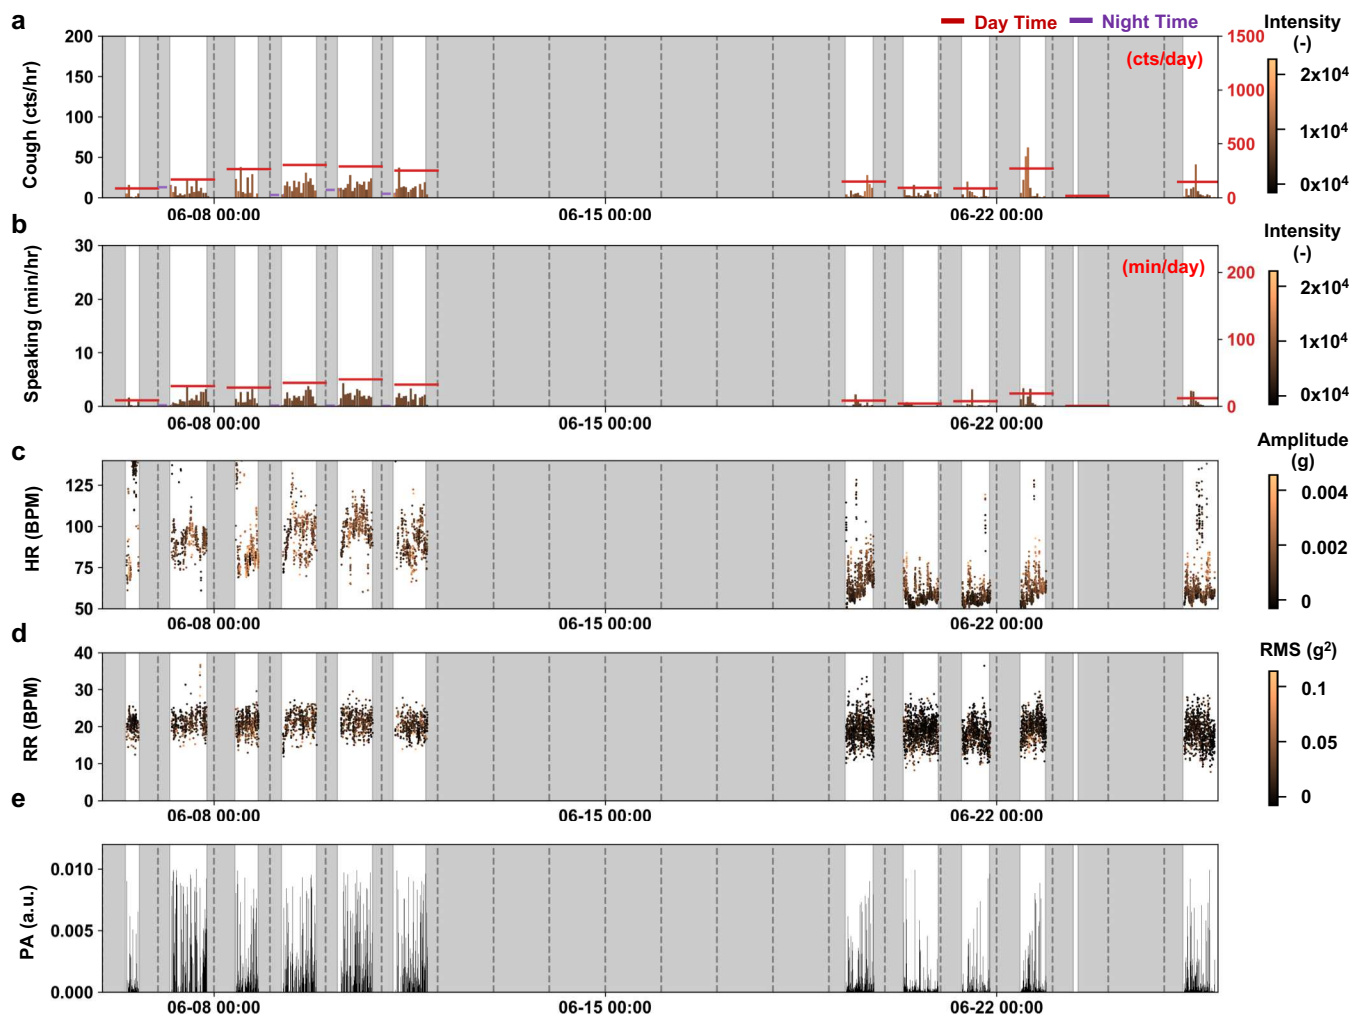 a
Day Time Night Time
Intensity
(-)
Cough (cts/hr)
200
150
100
50
0
(cts/day)
1500
1000
500
0
2x10⁴
1x10⁴
0x10⁴
06-08 00:00 06-15 00:00 06-22 00:00
b
Intensity
(-)
Speaking (min/hr)
30
20
10
0
(min/day)
200
100
0
2x10⁴
1x10⁴
0x10⁴
06-08 00:00 06-15 00:00 06-22 00:00
c
Amplitude
(g)
HR (BPM)
125
100
75
50
0.004
0.002
0
06-08 00:00 06-15 00:00 06-22 00:00
d
RMS (g²)
RR (BPM)
40
30
20
10
0
0.1
0.05
0
06-08 00:00 06-15 00:00 06-22 00:00
e
PA (a.u.)
0.010
0.005
0.000
06-08 00:00 06-15 00:00 06-22 00:00